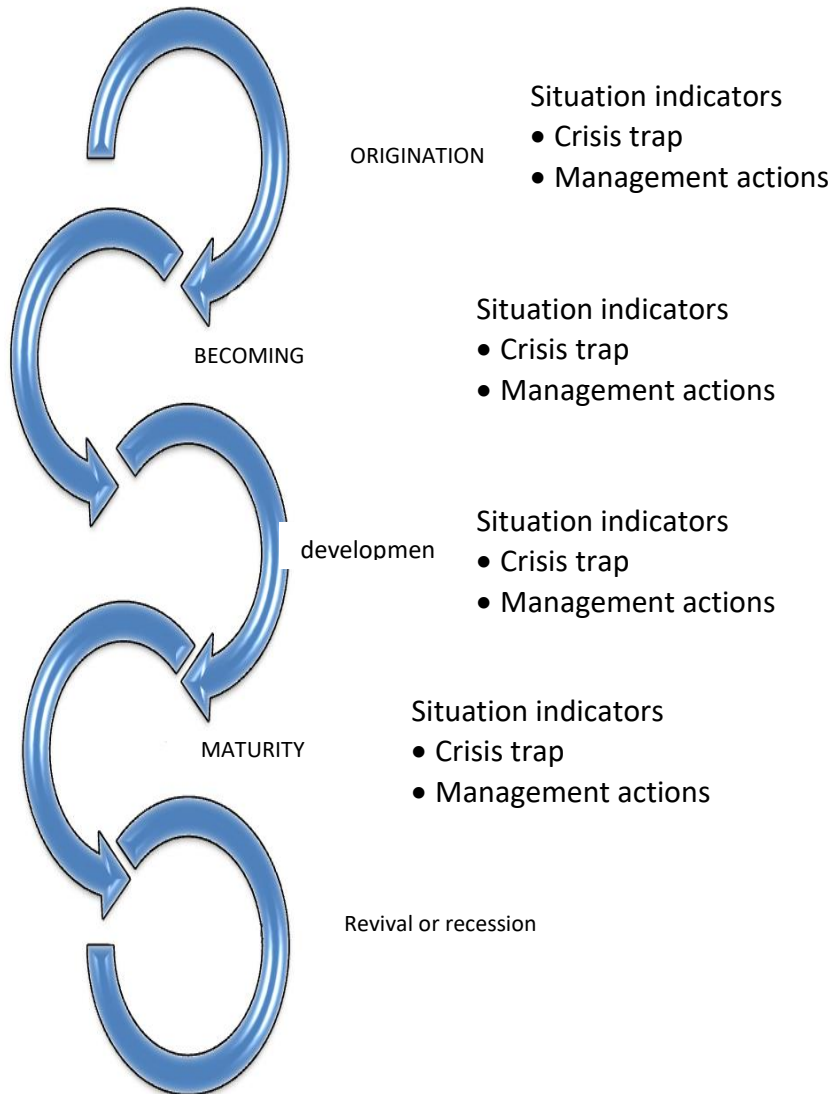 Situation indicators
ORIGINATION
• Crisis trap
• Management actions
Situation indicators
BECOMING
• Crisis trap
• Management actions
Situation indicators
developmen
• Crisis trap
• Management actions
Situation indicators
MATURITY
• Crisis trap
• Management actions
Revival or recession